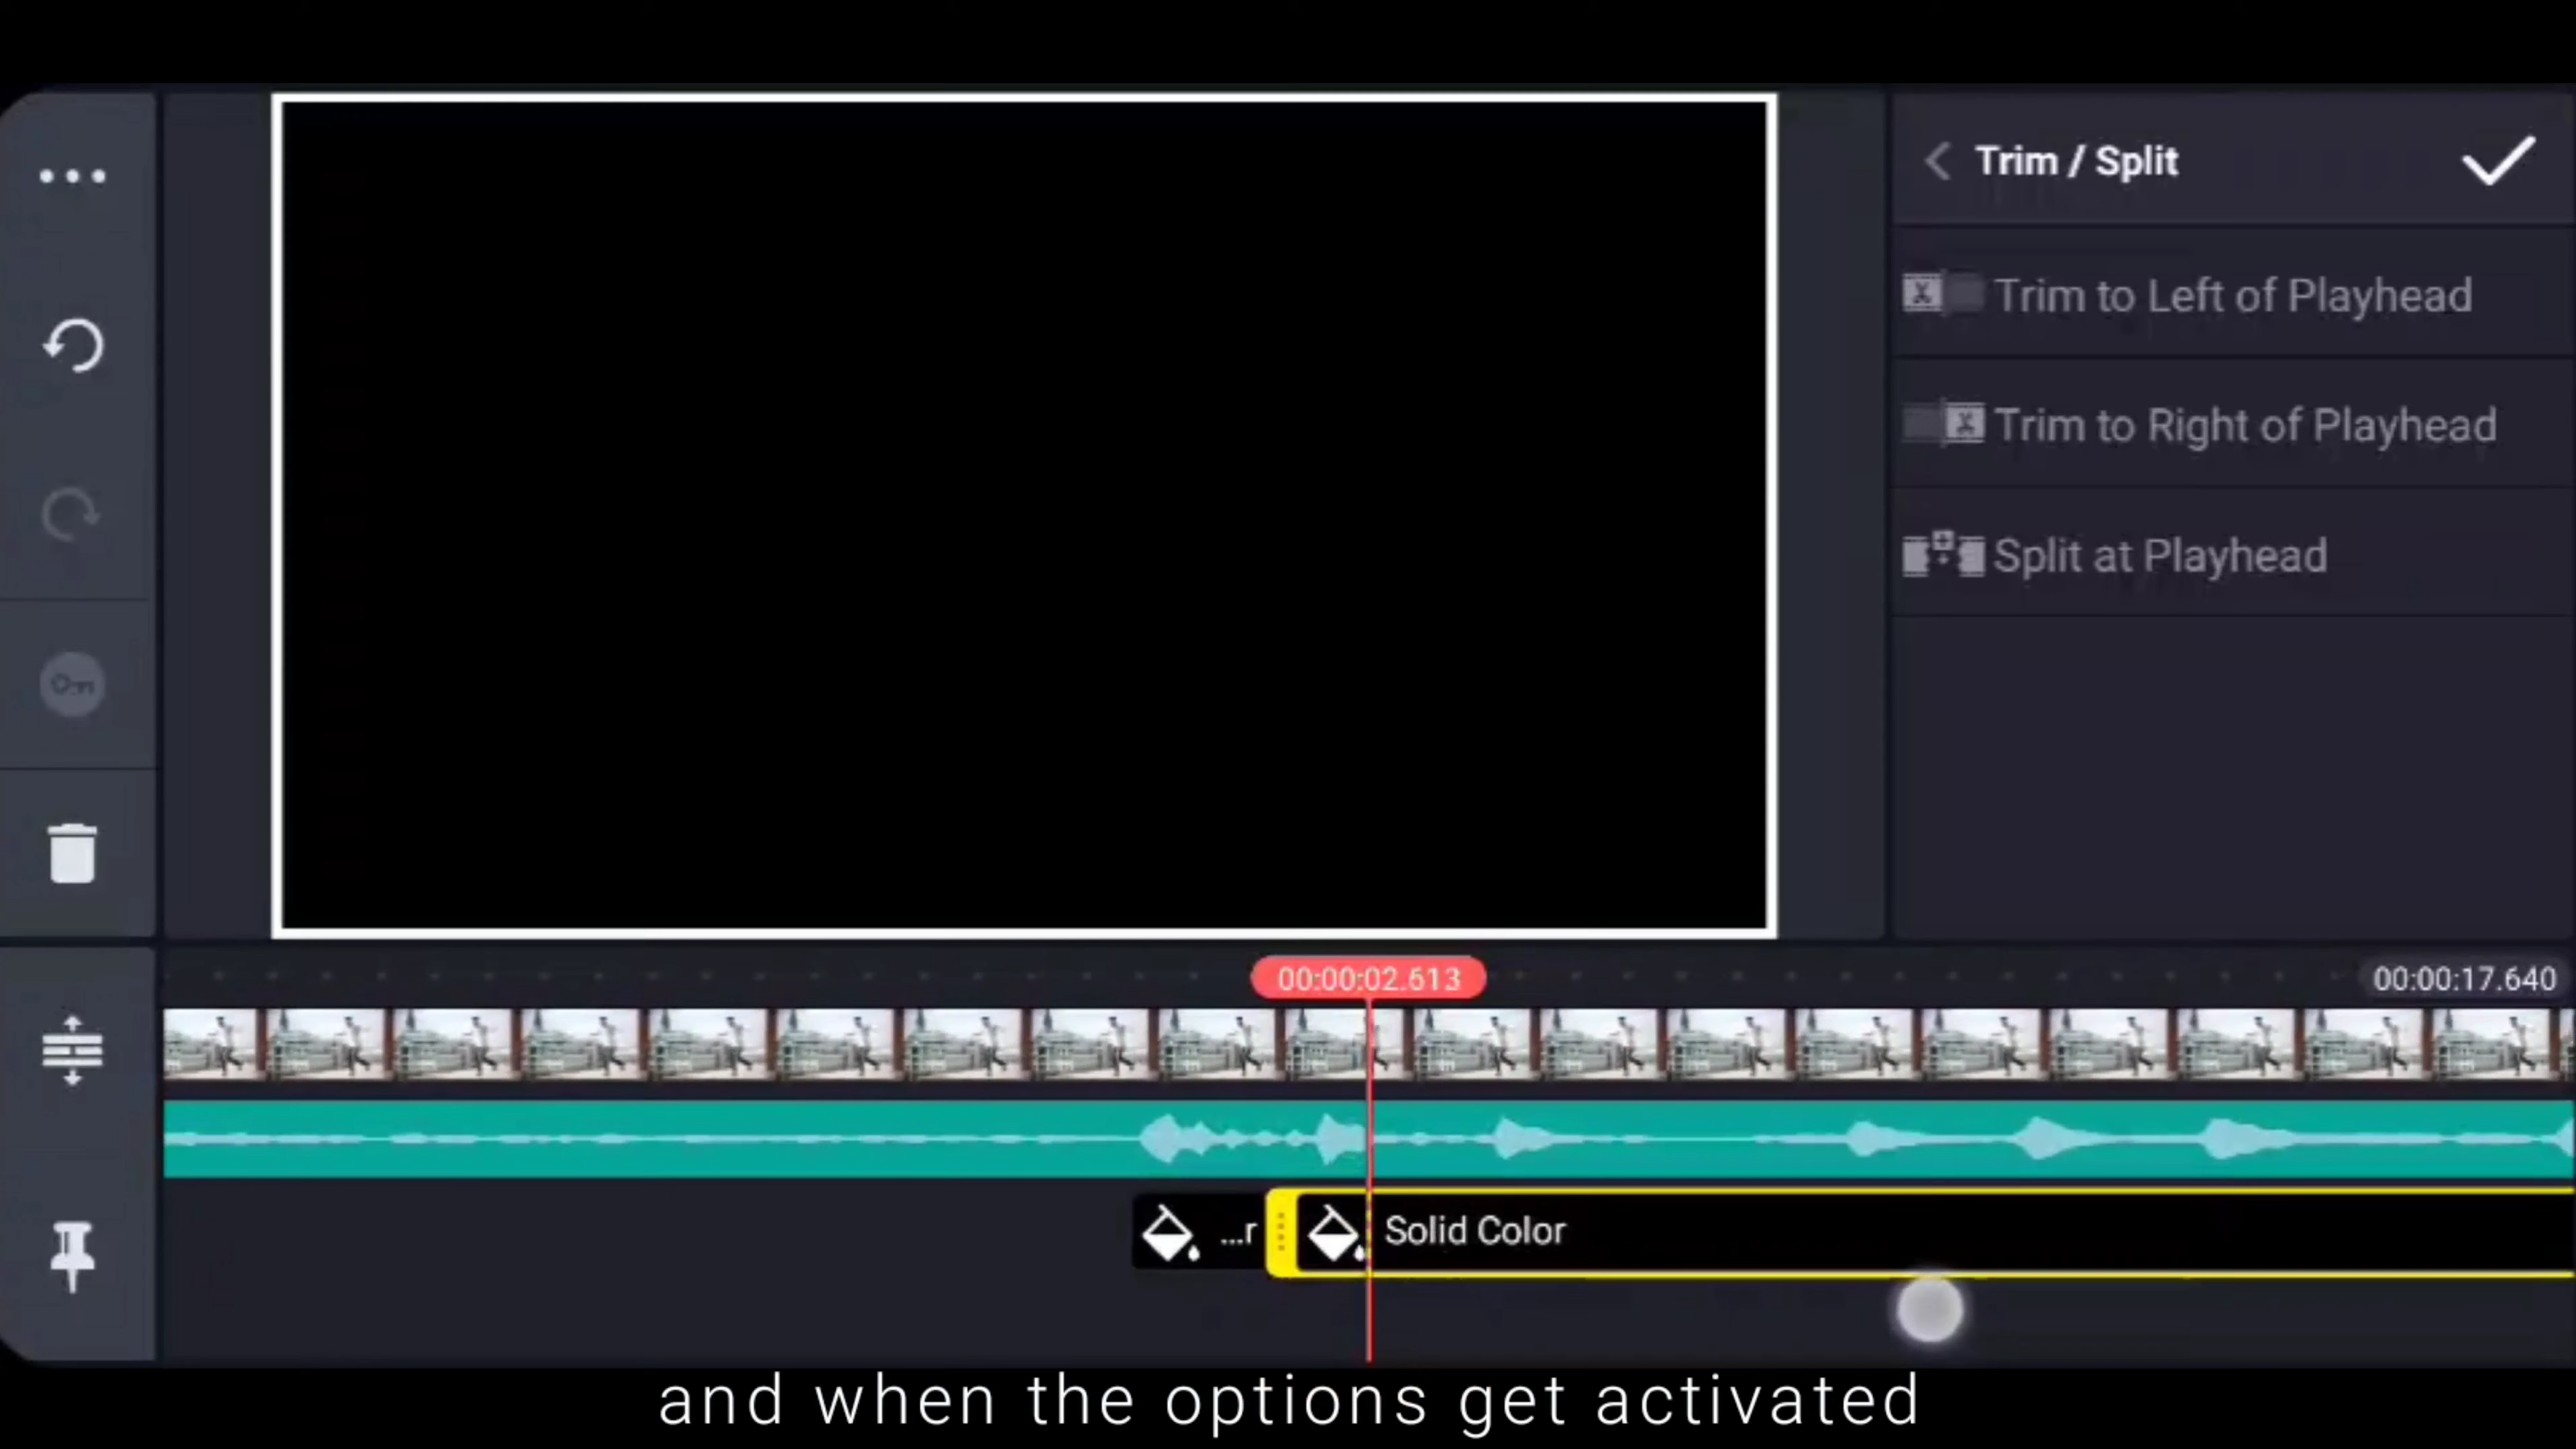 Trim / Split
Trim to Left of Playhead
Trim to Right of Playhead
Split at Playhead
00:00:02.613
00:00:17.640
...r
Solid Color
and when the options get activated